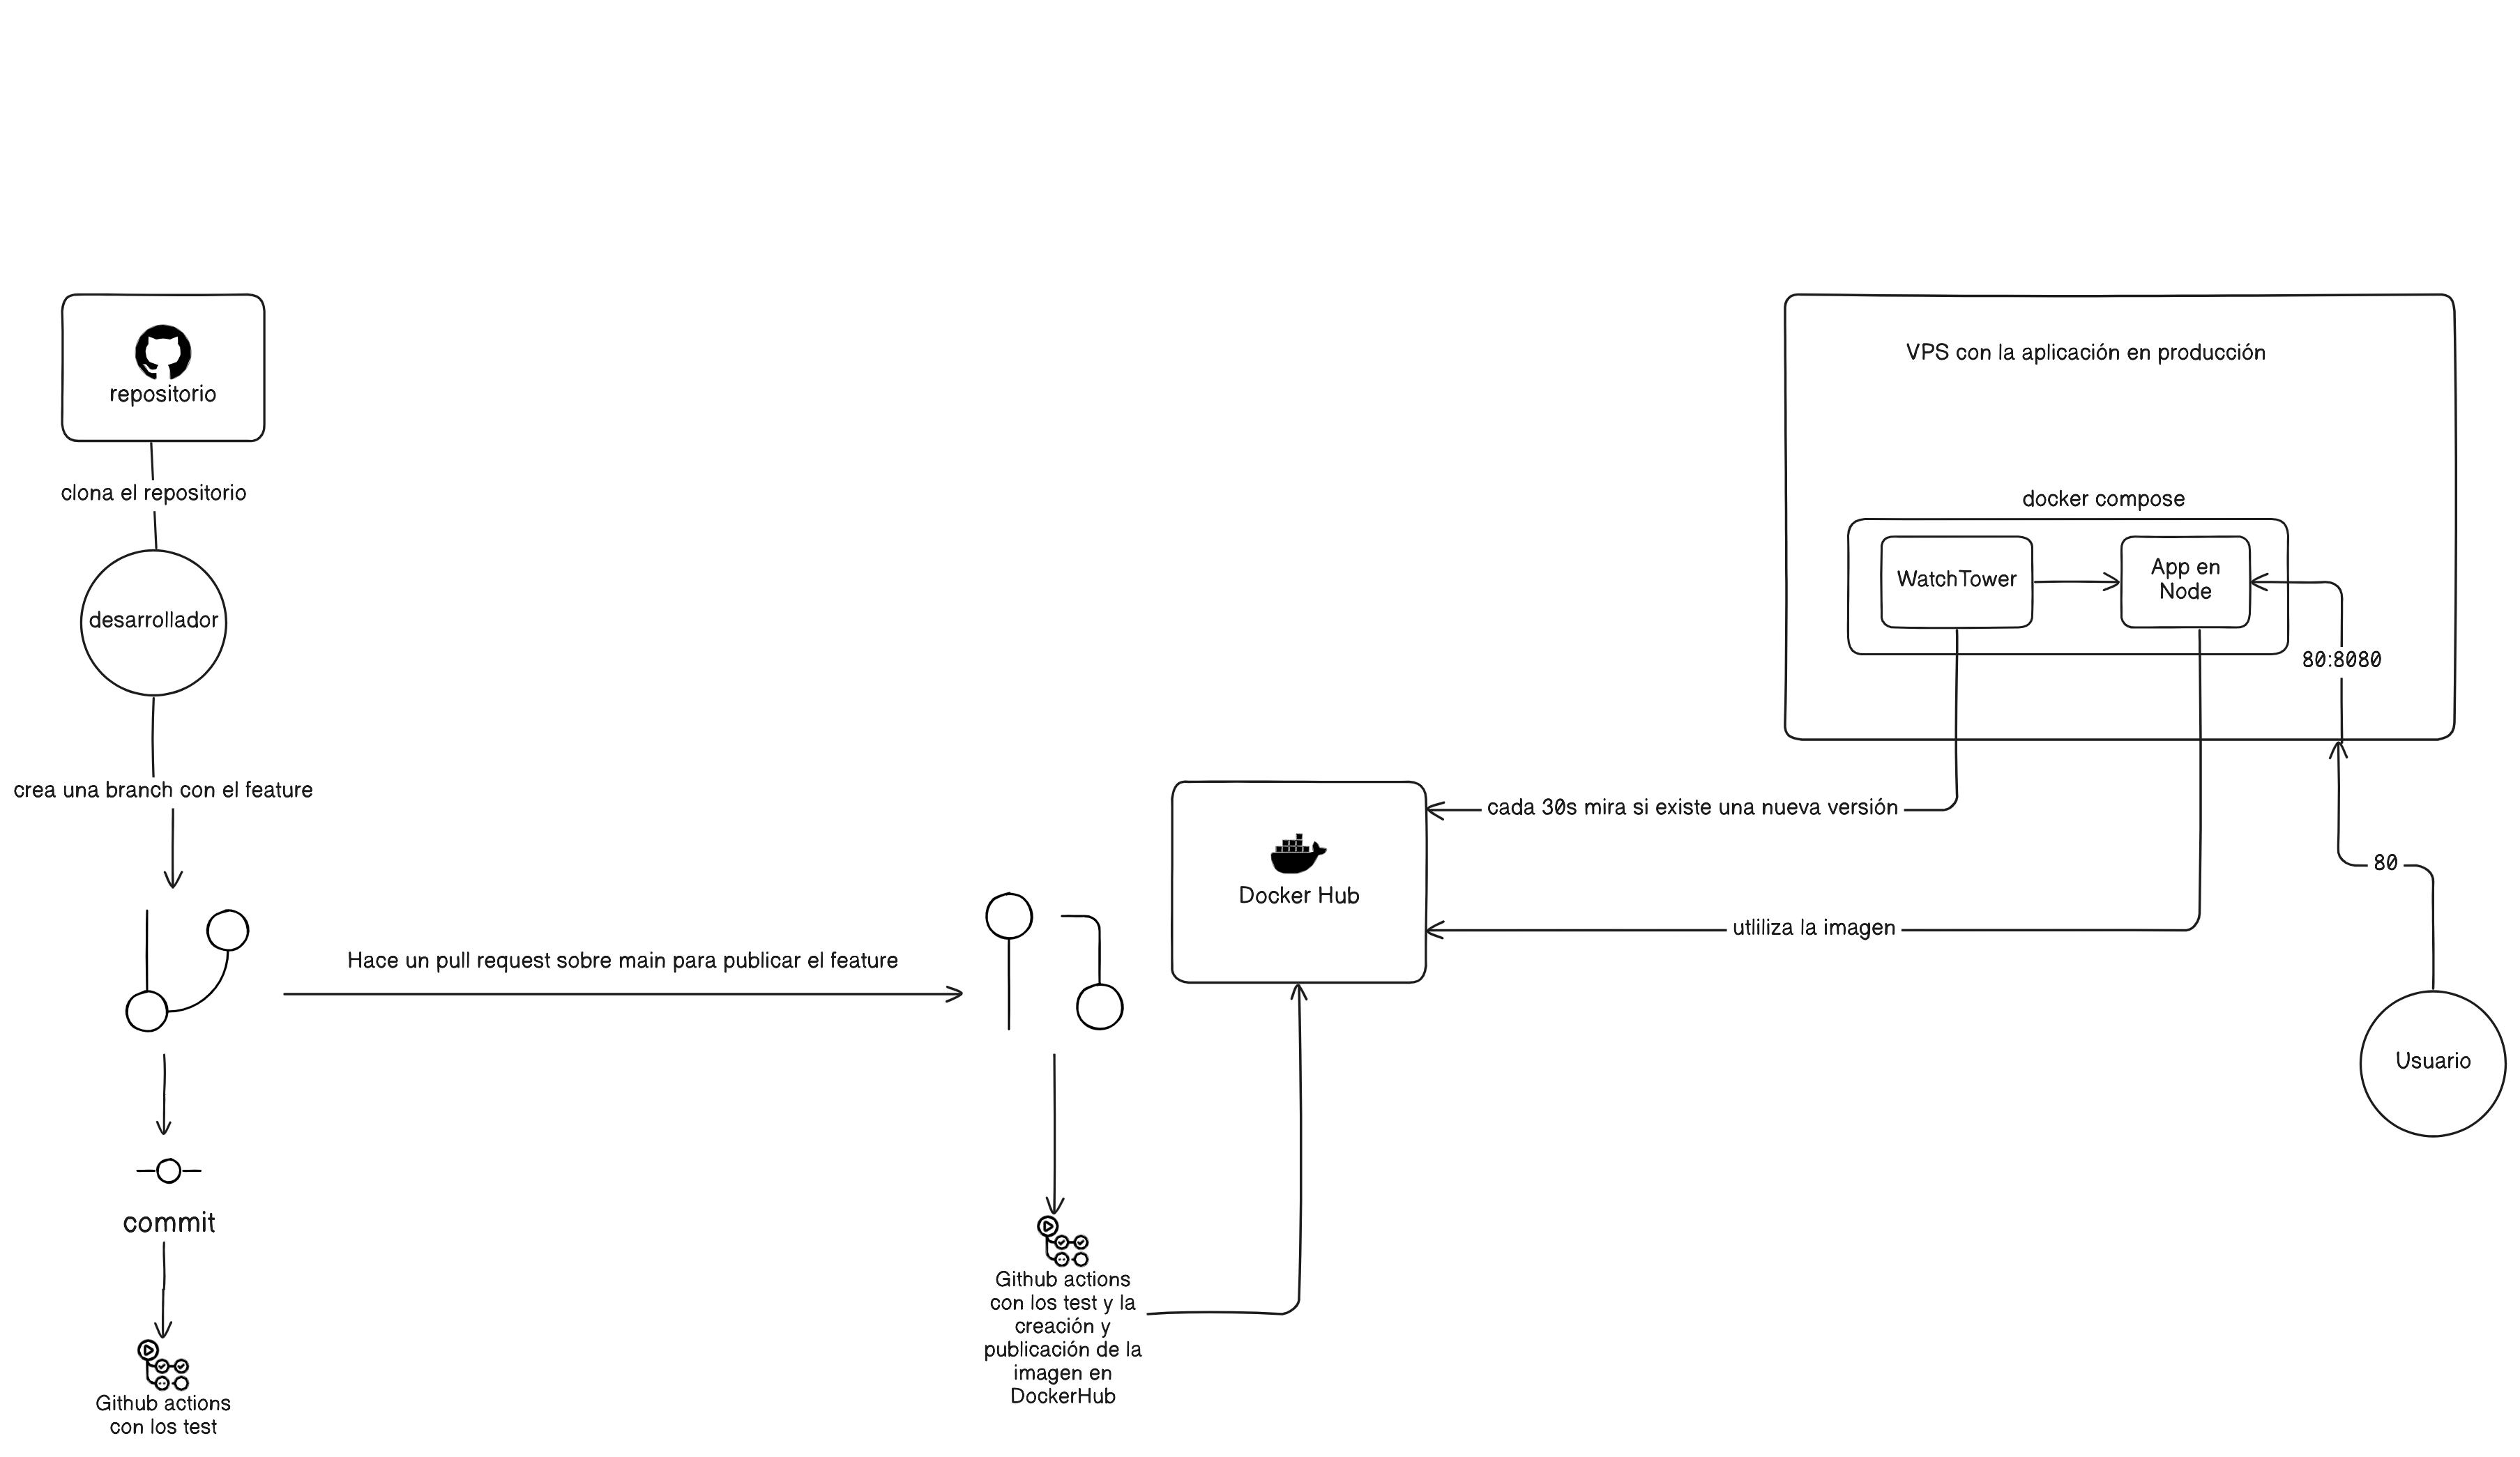 repositorio
clona el repositorio
desarrollador
crea una branch con el feature
commit
Github actions
con los test
Hace un pull request sobre main para publicar el feature
Github actions
con los test y la
creación y
publicación de la
imagen en
DockerHub
Docker Hub
cada 30s mira si existe una nueva versión
utliliza la imagen
VPS con la aplicación en producción
docker compose
WatchTower
App en
Node
80:8080
80
Usuario